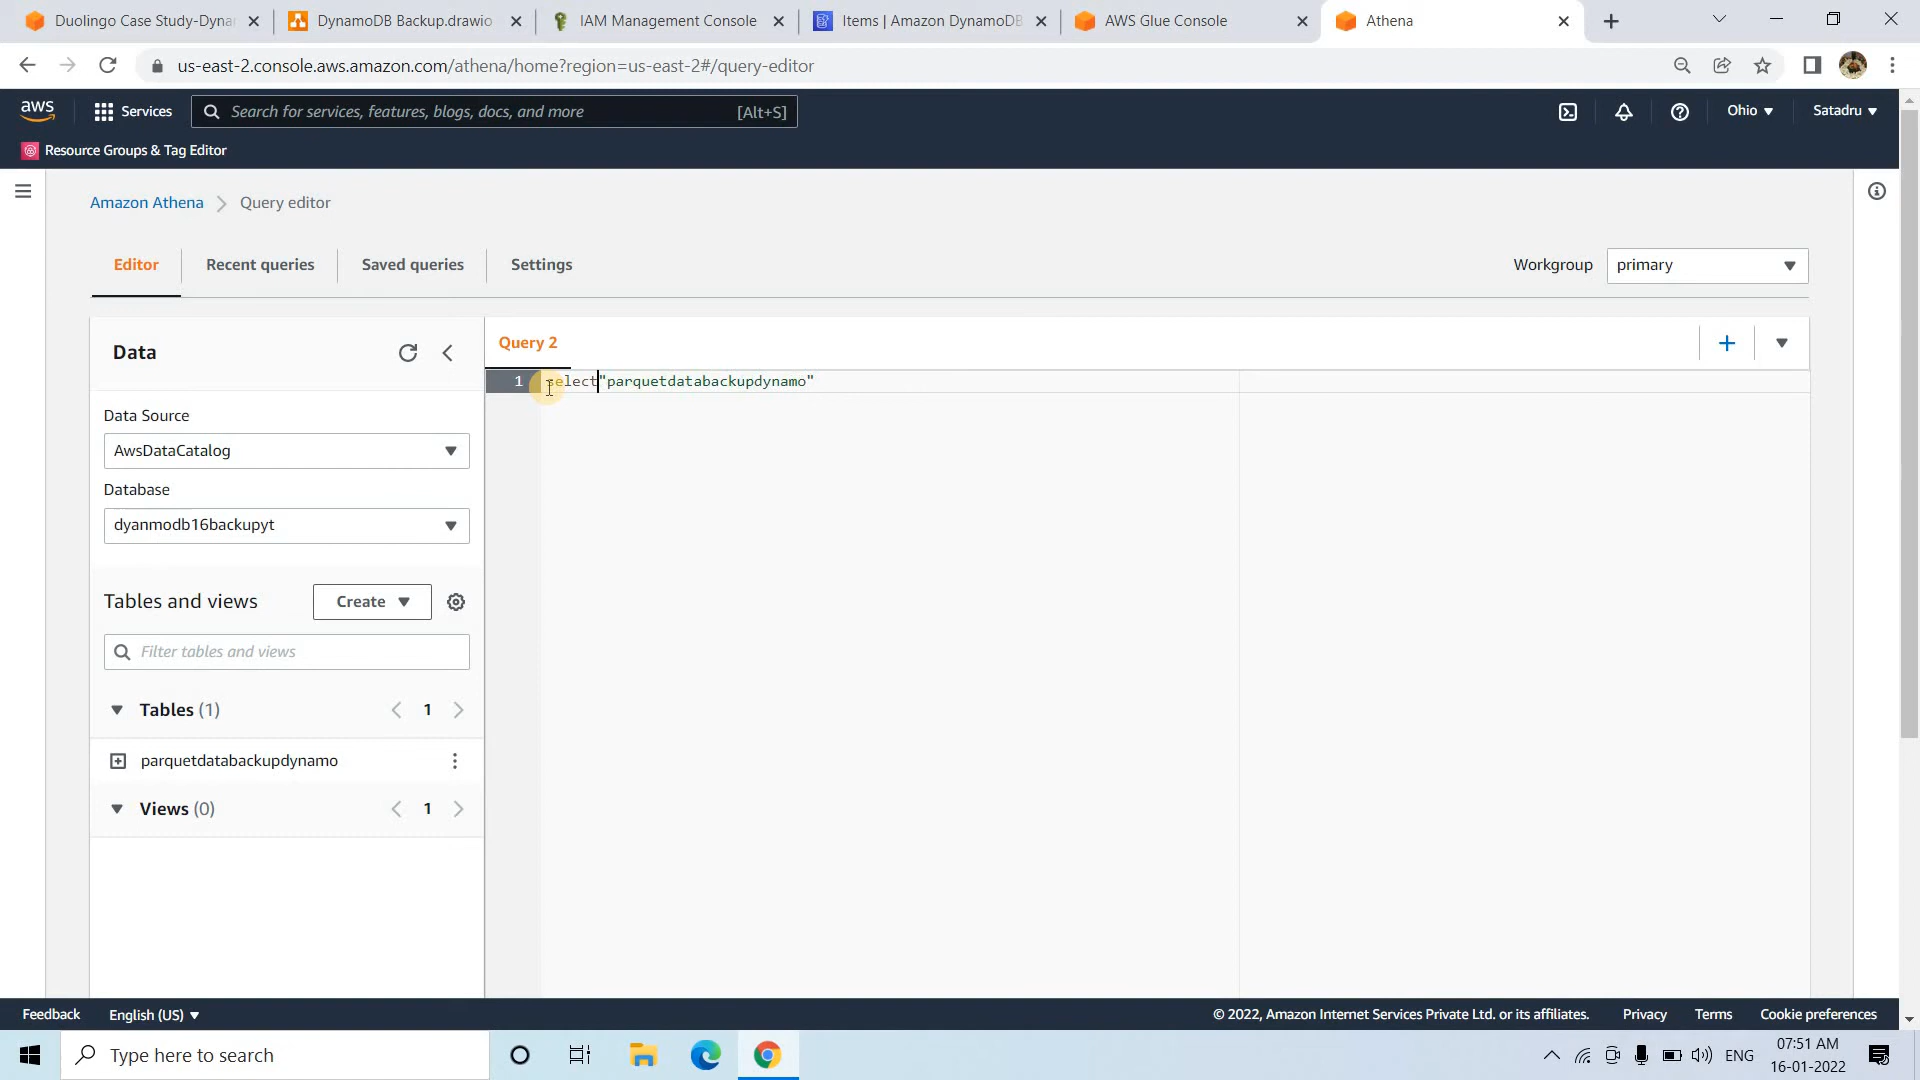 Duolingo Case Study-Dyna
DynamoDB Backup.drawio
IAM Management Console
Items | Amazon DynamoDB
AWS Glue Console
Athena
us-east-2.console.aws.amazon.com/athena/home?region=us-east-2#/query-editor
aws
Services
Search for services, features, blogs, docs, and more
[Alt+S]
Ohio
Satadru
Resource Groups & Tag Editor
Amazon Athena
Query editor
Editor
Recent queries
Saved queries
Settings
Workgroup
primary
Data
Query 2
1
select"parquetdatabackupdynamo"
Data Source
AwsDataCatalog
Database
dyanmodb16backupyt
Tables and views
Create
Filter tables and views
Tables (1)
1
parquetdatabackupdynamo
Views (0)
1
Feedback
English (US)
© 2022, Amazon Internet Services Private Ltd. or its affiliates.
Privacy
Terms
Cookie preferences
Type here to search
ENG
07:51 AM
16-01-2022